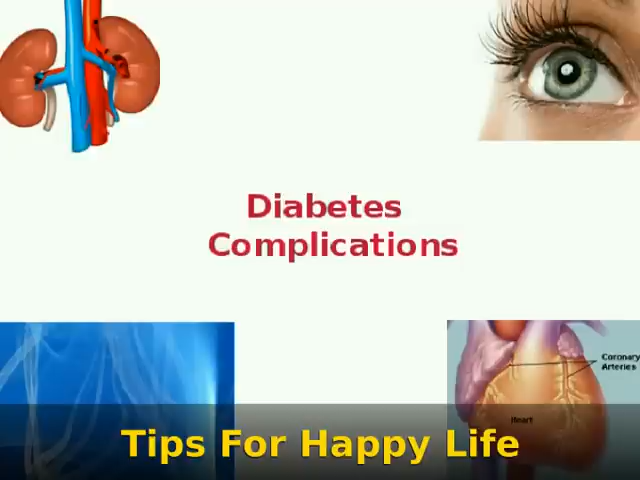 Diabetes
Complications
Coronary
Arteries
Heart
Tips For Happy Life